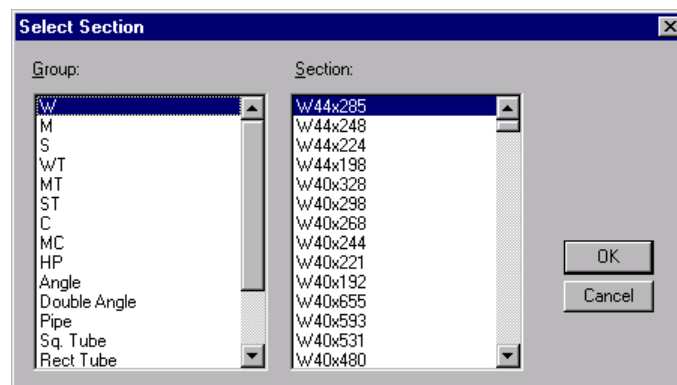 Select Section
Group:
Section:
W
M
S
WT
MT
ST
C
MC
HP
Angle
Double Angle
Pipe
Sq. Tube
Rect Tube
W44x285
W44x248
W44x224
W44x198
W40x328
W40x298
W40x268
W40x244
W40x221
W40x192
W40x655
W40x593
W40x531
W40x480
OK
Cancel